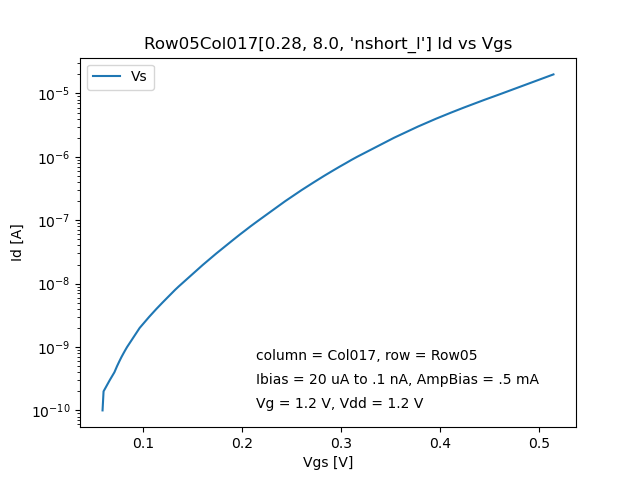 Row05Col017[0.28, 8.0, 'nshort_l'] Id vs Vgs
Vs
Id [A]
10⁻⁵
10⁻⁶
10⁻⁷
10⁻⁸
10⁻⁹
10⁻¹⁰
column = Col017, row = Row05
Ibias = 20 uA to .1 nA, AmpBias = .5 mA
Vg = 1.2 V, Vdd = 1.2 V
0.1 0.2 0.3 0.4 0.5
Vgs [V]